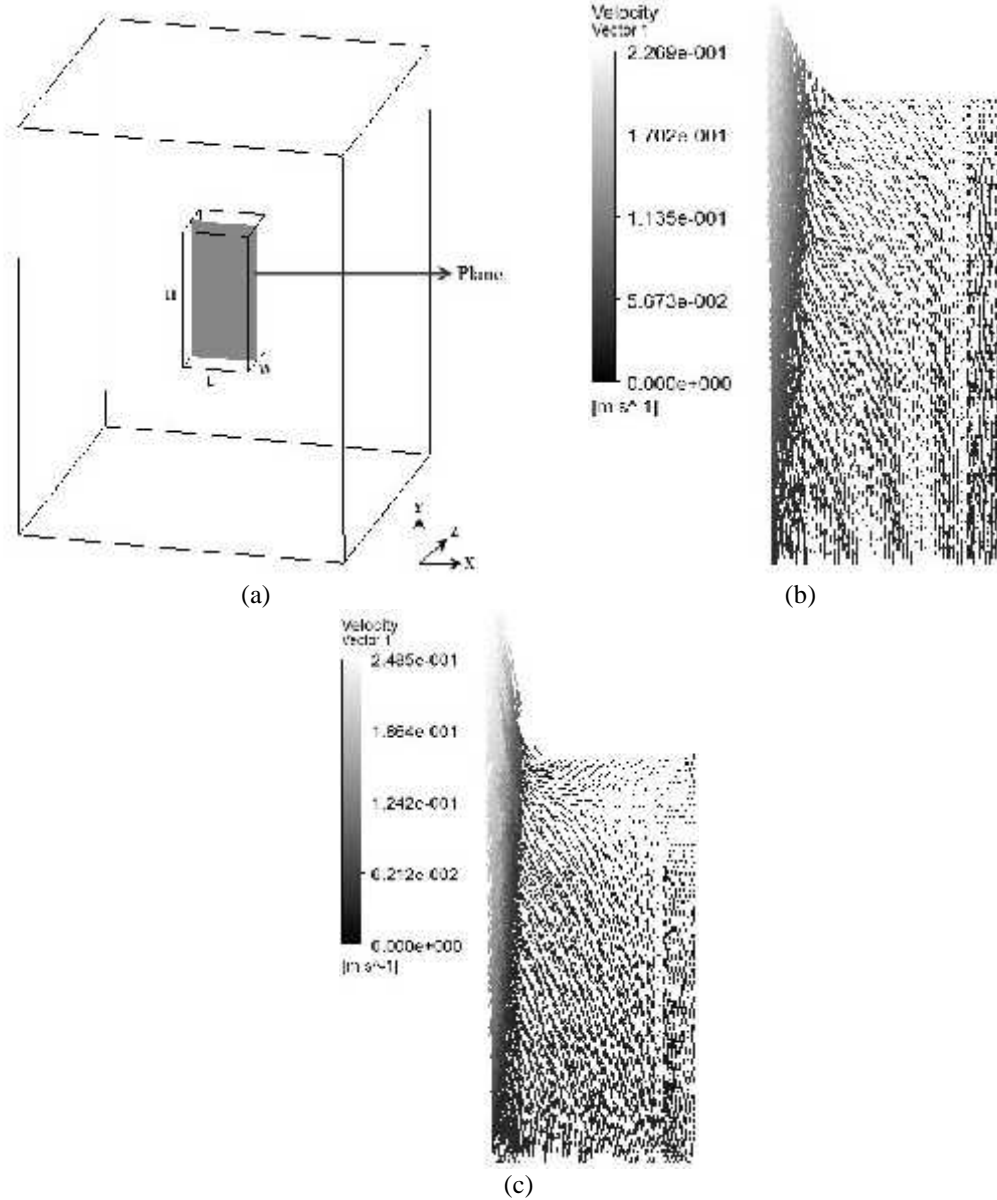 Plane
H
L
W
Y
Z
X
(a)
Velocity
Vector 1
2.269e-001
1.702e-001
1.135e-001
5.673e-002
0.000e+000
[m s^-1]
(b)
Velocity
Vector 1
2.485e-001
1.864e-001
1.242e-001
6.212e-002
0.000e+000
[m s^-1]
(c)